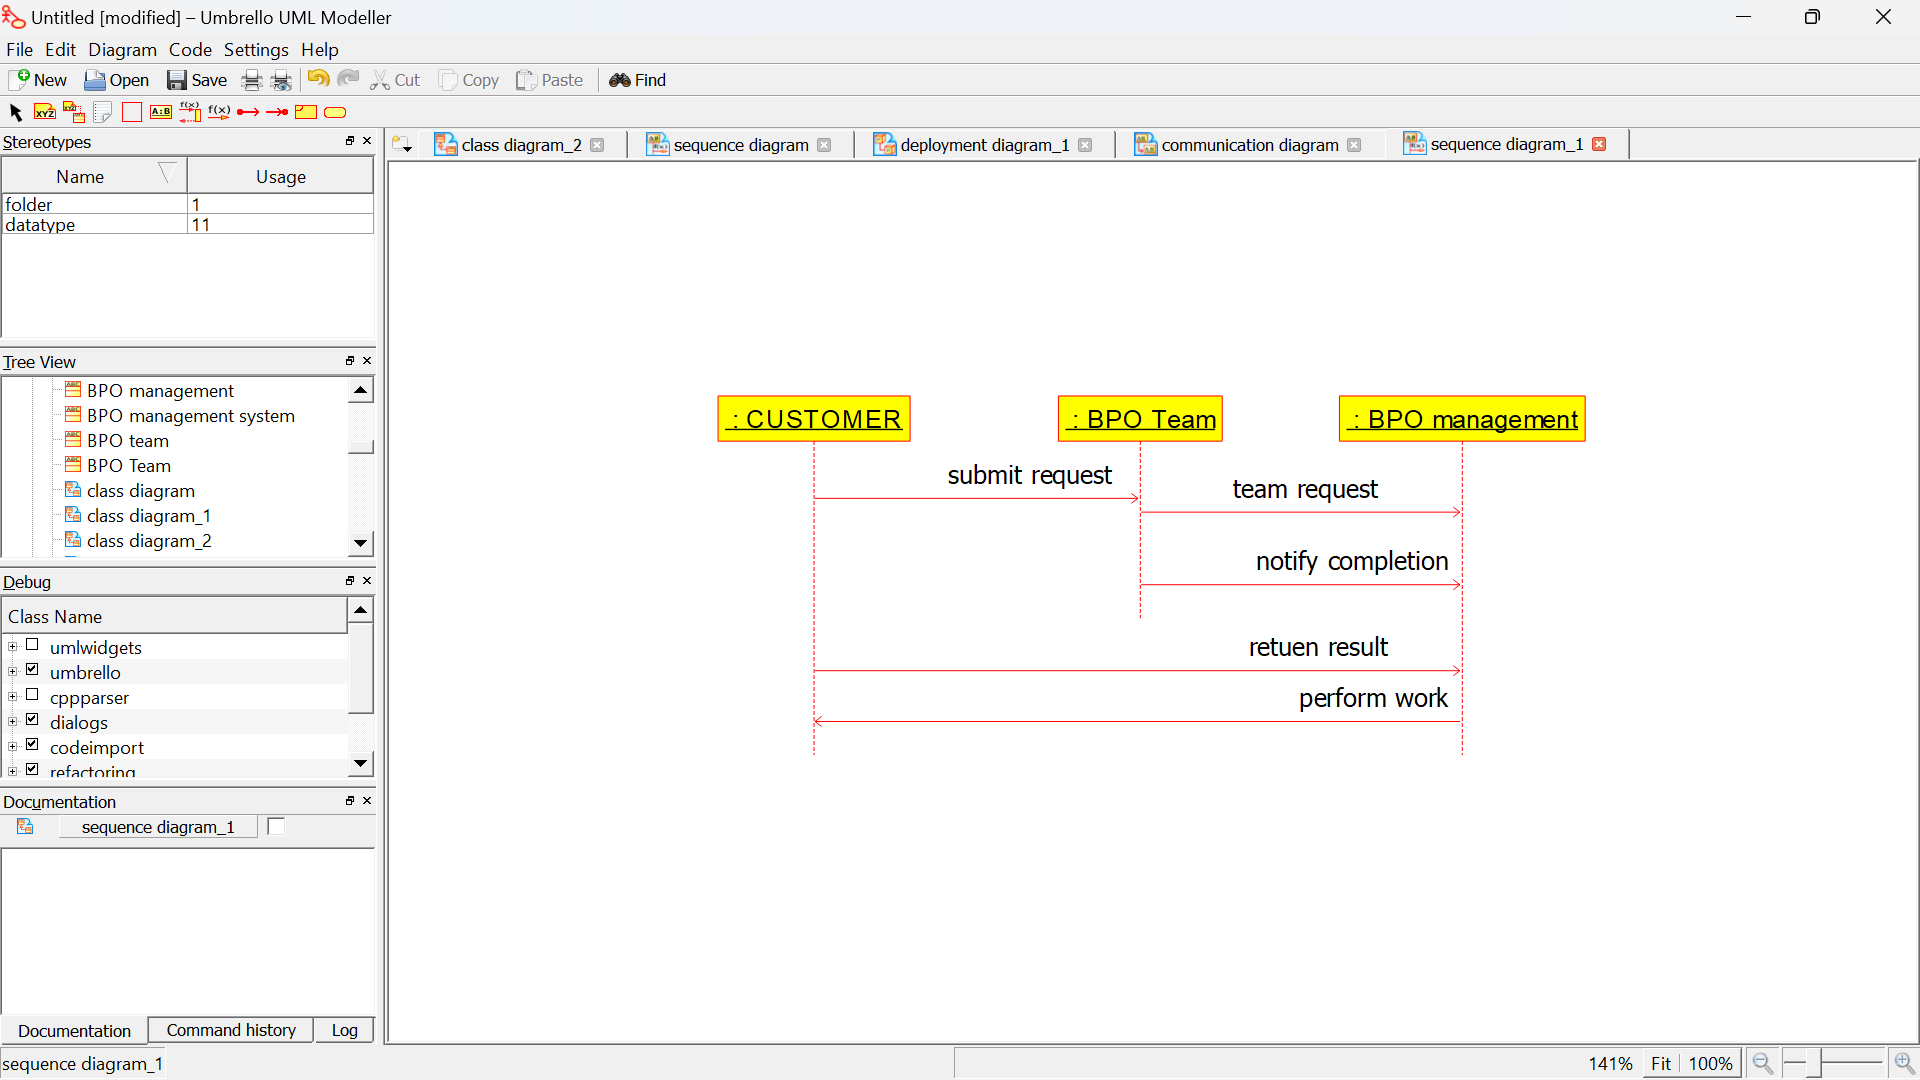 Untitled [modified] – Umbrello UML Modeller
File Edit Diagram Code Settings Help
New Open Save Cut Copy Paste Find
Stereotypes
Name Usage
folder 1
datatype 11
Tree View
BPO management
BPO management system
BPO team
BPO Team
class diagram
class diagram_1
class diagram_2
Debug
Class Name
umlwidgets
umbrello
cppparser
dialogs
codeimport
refactoring
Documentation
sequence diagram_1
Documentation Command history Log
class diagram_2 sequence diagram deployment diagram_1 communication diagram sequence diagram_1
: CUSTOMER : BPO Team : BPO management
submit request
team request
notify completion
retuen result
perform work
sequence diagram_1
141% Fit 100%